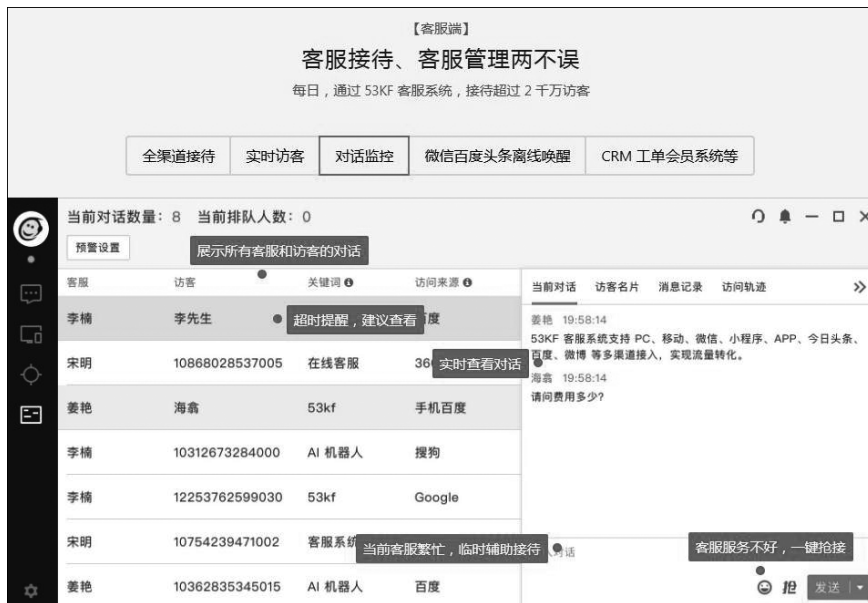 【客服端】
客服接待、客服管理两不误
每日，通过 53KF 客服系统，接待超过 2 千万访客
全渠道接待 实时访客 对话监控 微信百度头条离线唤醒 CRM 工单会员系统等
当前对话数量：8 当前排队人数：0
预警设置
展示所有客服和访客的对话
客服 访客 关键词 访问来源
李楠 李先生 超时提醒，建议查看 度
宋明 10868028537005 在线客服 36 实时查看对话
姜艳 海翕 53kf 手机百度
李楠 10312673284000 AI 机器人 搜狗
李楠 12253762599030 53kf Google
宋明 10754239471002 客服系统
当前客服繁忙，临时辅助接待
姜艳 10362835345015 AI 机器人 百度
当前对话 访客名片 消息记录 访问轨迹
姜艳 19:58:14
53KF 客服系统支持 PC、移动、微信、小程序、APP、今日头条、
百度、微博 等多渠道接入，实现流量转化。
海翕 19:58:14
请问费用多少?
对话
客服服务不好，一键抢接
抢 发送